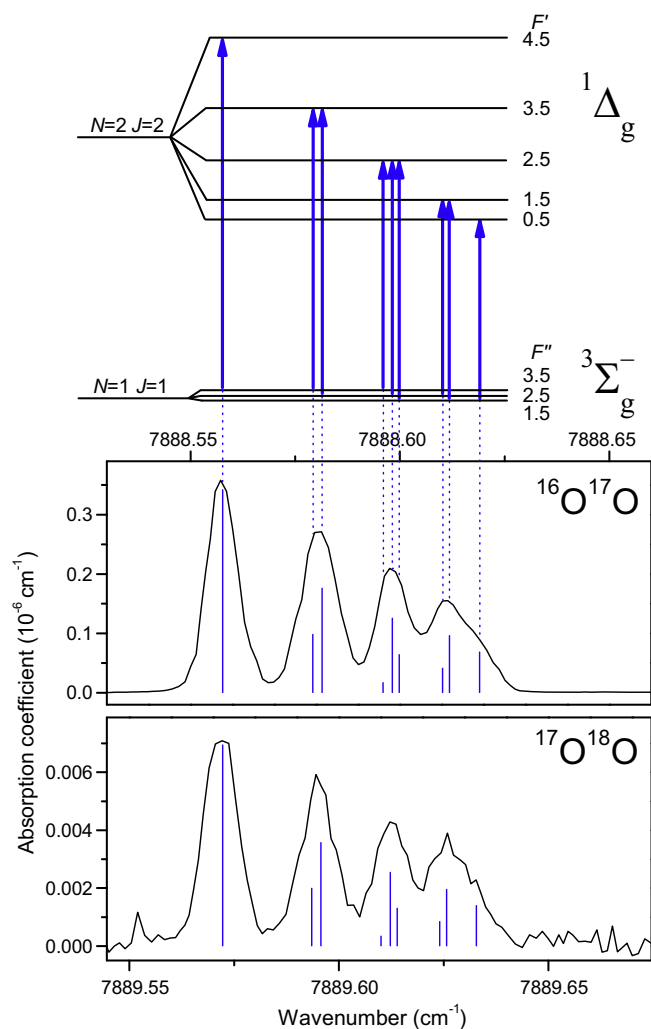 F'
4.5
3.5
2.5
1.5
0.5
N=2 J=2
¹Δg
F"
3.5
2.5
1.5
N=1 J=1
³Σg⁻
7888.55 7888.60 7888.65
¹⁶O¹⁷O
0.3
0.2
0.1
0.0
Absorption coefficient (10⁻⁶ cm⁻¹)
¹⁷O¹⁸O
0.006
0.004
0.002
0.000
7889.55 7889.60 7889.65
Wavenumber (cm⁻¹)